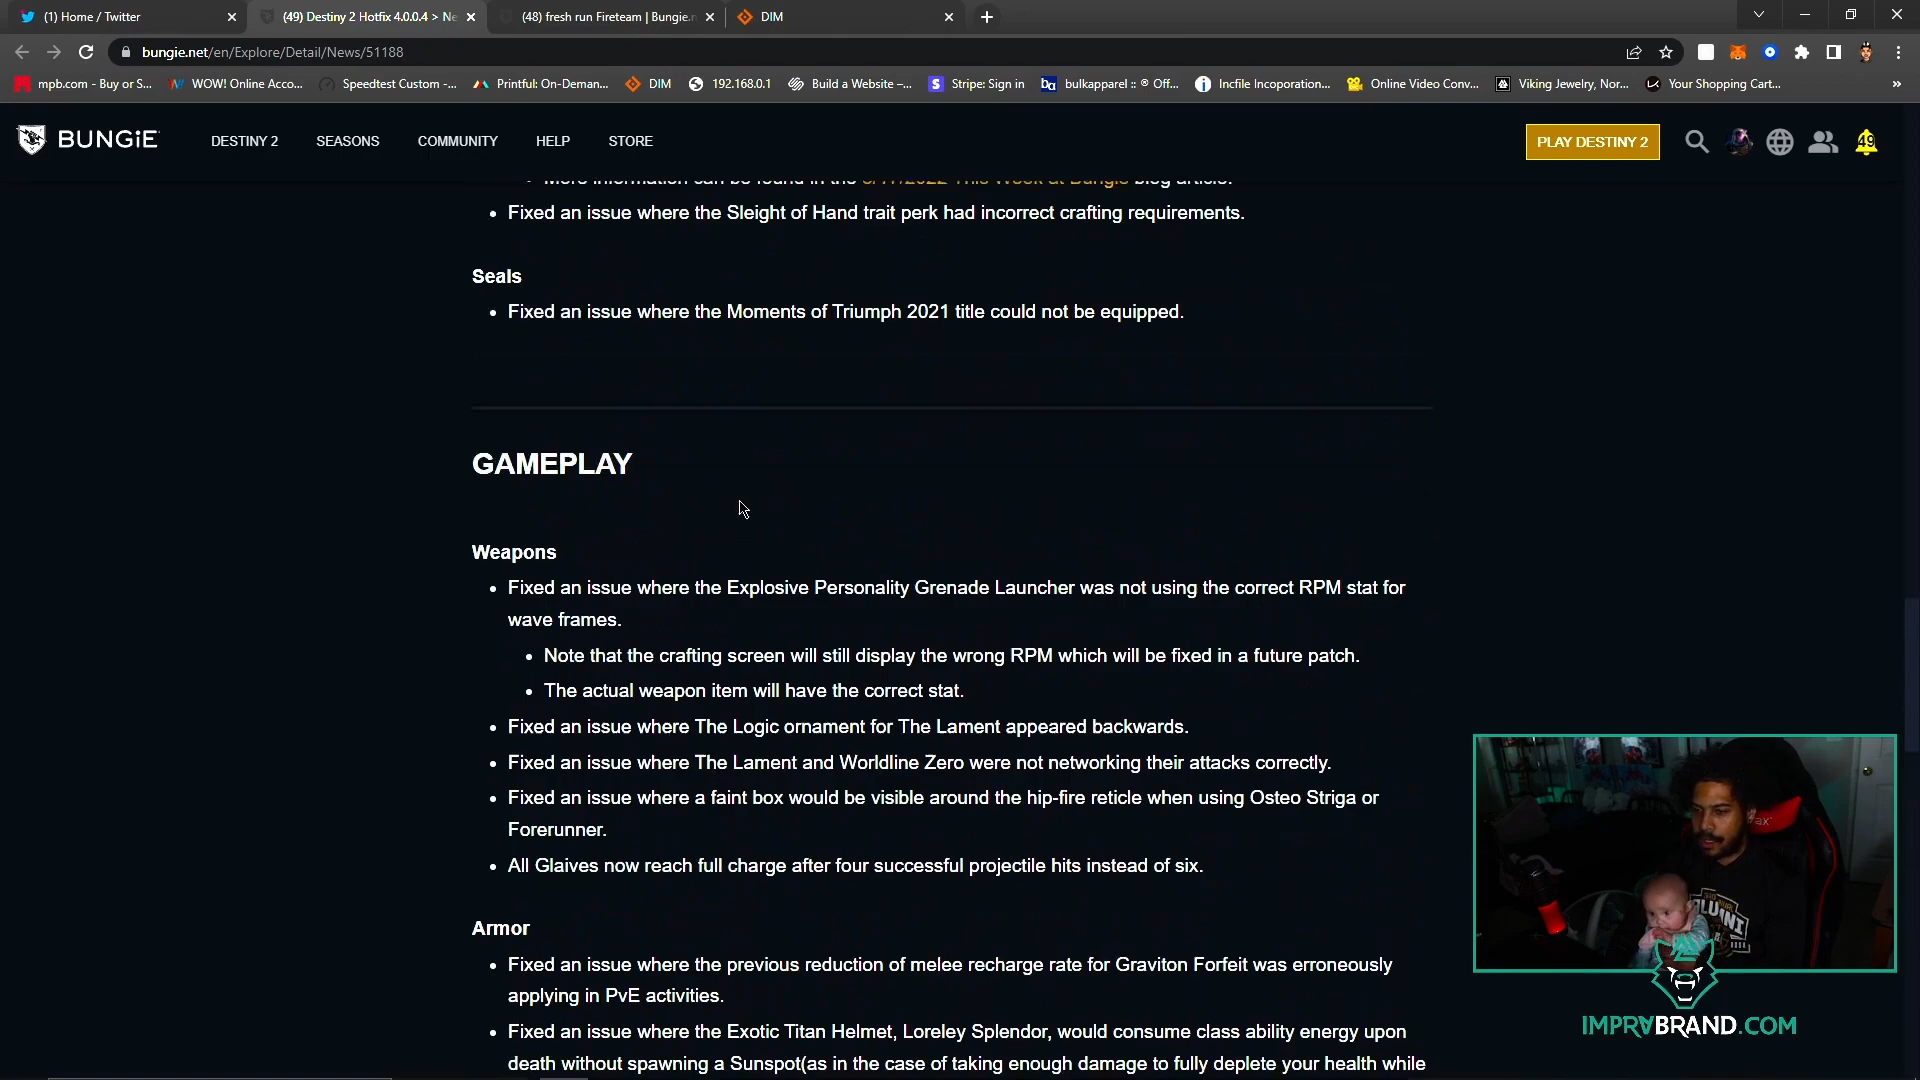 (1) Home / Twitter
(49) Destiny 2 Hotfix 4.0.0.4 > Ne
(48) fresh run Fireteam | Bungie.n
DIM
bungie.net/en/Explore/Detail/News/51188
mpb.com - Buy or S...
WOW! Online Acco...
Speedtest Custom -...
Printful: On-Deman...
DIM
192.168.0.1
Build a Website –...
Stripe: Sign in
bulkapparel :: ® Off...
Incfile Incoporation...
Online Video Conv...
Viking Jewelry, Nor...
Your Shopping Cart...
»
BUNGiE
DESTINY 2
SEASONS
COMMUNITY
HELP
STORE
PLAY DESTINY 2
49
Fixed an issue where the Sleight of Hand trait perk had incorrect crafting requirements.
Seals
Fixed an issue where the Moments of Triumph 2021 title could not be equipped.
GAMEPLAY
Weapons
Fixed an issue where the Explosive Personality Grenade Launcher was not using the correct RPM stat for
wave frames.
Note that the crafting screen will still display the wrong RPM which will be fixed in a future patch.
The actual weapon item will have the correct stat.
Fixed an issue where The Logic ornament for The Lament appeared backwards.
Fixed an issue where The Lament and Worldline Zero were not networking their attacks correctly.
Fixed an issue where a faint box would be visible around the hip-fire reticle when using Osteo Striga or
Forerunner.
All Glaives now reach full charge after four successful projectile hits instead of six.
Armor
Fixed an issue where the previous reduction of melee recharge rate for Graviton Forfeit was erroneously
applying in PvE activities.
Fixed an issue where the Exotic Titan Helmet, Loreley Splendor, would consume class ability energy upon
death without spawning a Sunspot(as in the case of taking enough damage to fully deplete your health while
IMPRVBRAND.COM